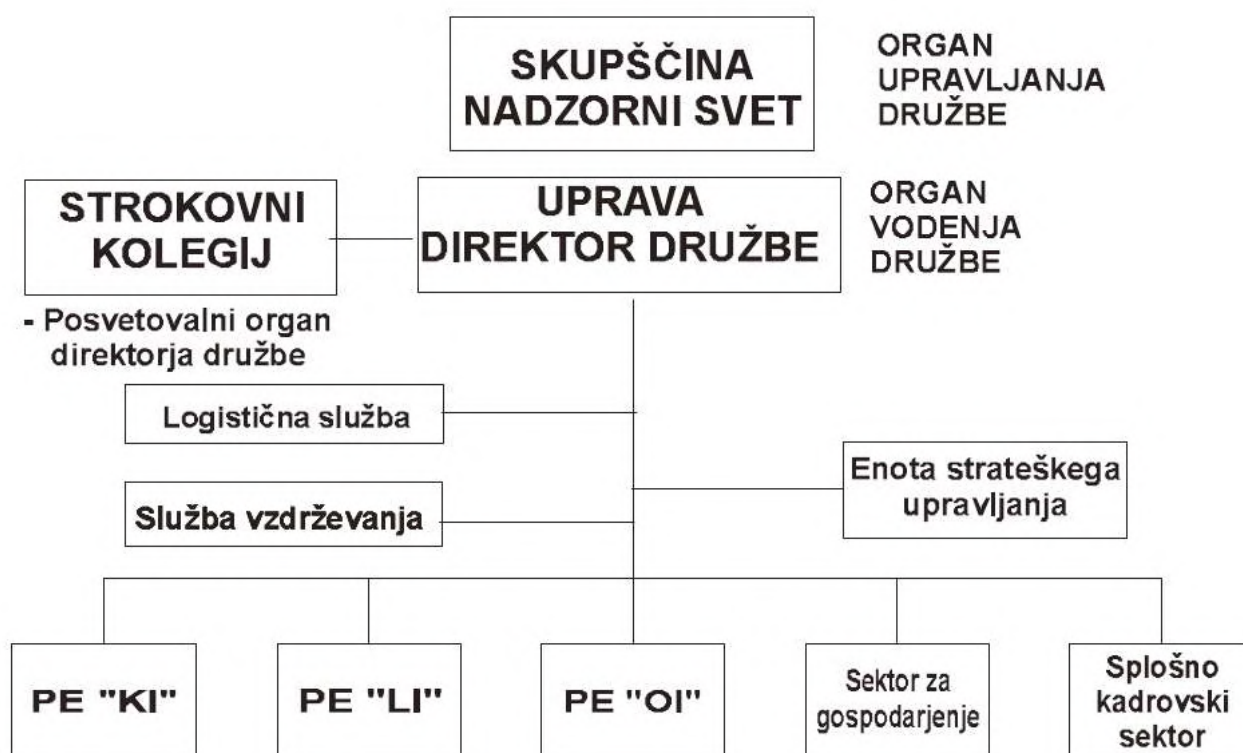 SKUPŠČINA
NADZORNI SVET
ORGAN
UPRAVLJANJA
DRUŽBE
STROKOVNI
KOLEGIJ
- Posvetovalni organ
direktorja družbe
UPRAVA
DIREKTOR DRUŽBE
ORGAN
VODENJA
DRUŽBE
Logistična služba
Služba vzdrževanja
Enota strateškega
upravljanja
PE "KI"
PE "LI"
PE "OI"
Sektor za
gospodarjenje
Splošno
kadrovski
sektor